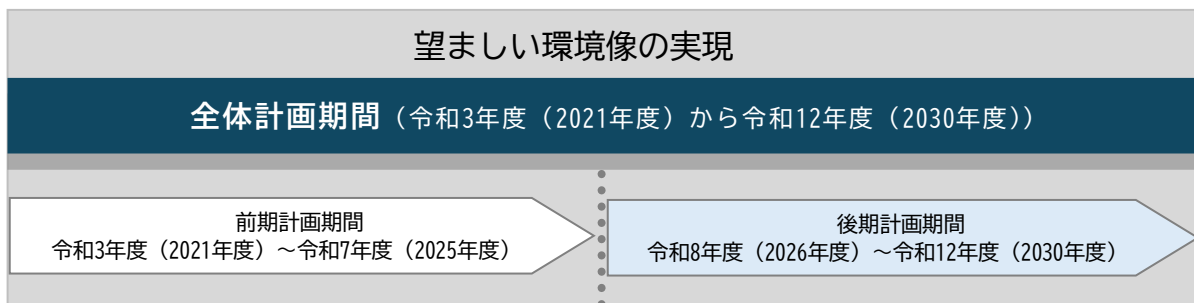 望ましい環境像の実現
全体計画期間（令和3年度（2021年度）から令和12年度（2030年度））
前期計画期間
令和3年度（2021年度）～令和7年度（2025年度）
後期計画期間
令和8年度（2026年度）～令和12年度（2030年度）